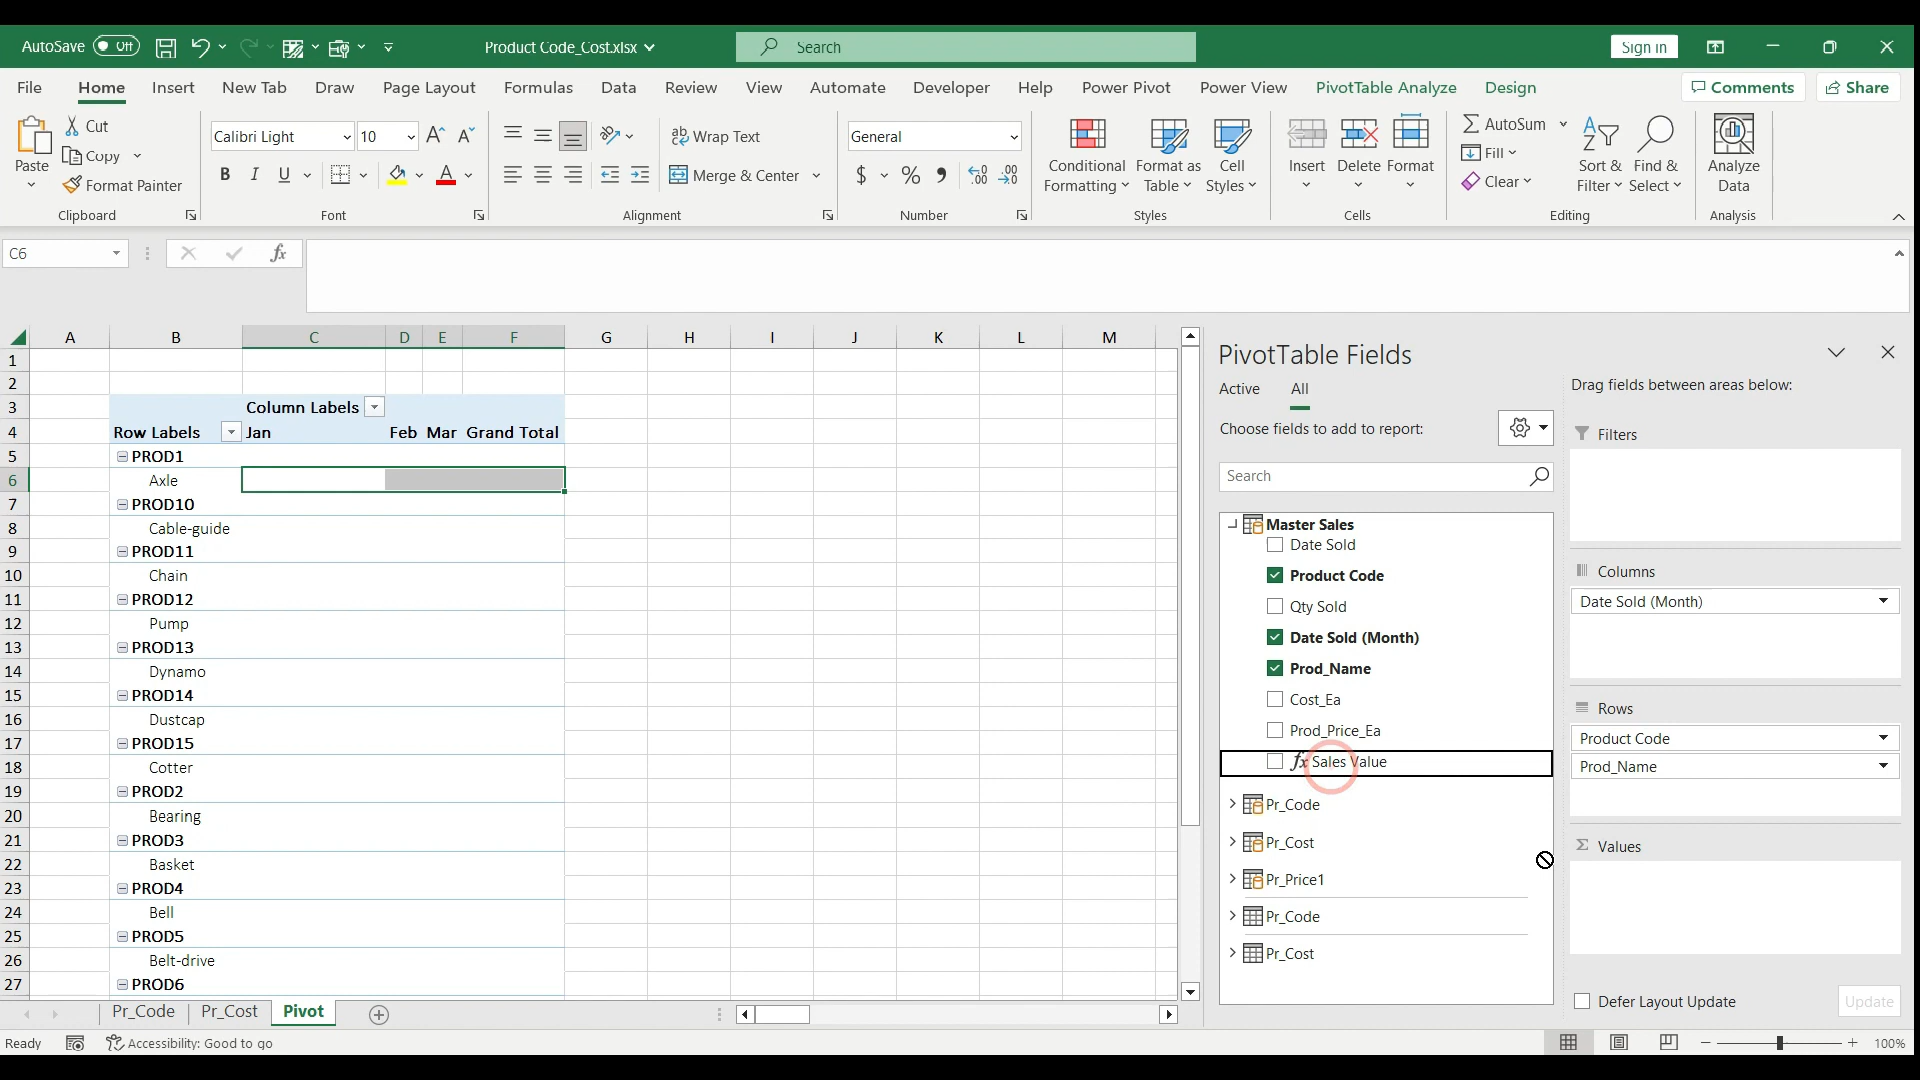 AutoSave Off Product Code_Cost.xlsx Search Sign in
File Home Insert New Tab Draw Page Layout Formulas Data Review View Automate Developer Help Power Pivot Power View PivotTable Analyze Design Comments Share
Paste Cut Copy Format Painter
Clipboard
Calibri Light 10 A A
B I U A
Font
ab Wrap Text
Merge & Center
Alignment
General
$ % 9
Number
Conditional Formatting
Format as Table
Cell Styles
Styles
Insert Delete Format
Cells
AutoSum
Fill
Clear
Sort & Filter
Find & Select
Editing
Analyze Data
Analysis
C6 fx
A B C D E F G H I J K L M
1
2
3 Column Labels
4 Row Labels Jan Feb Mar Grand Total
5 PROD1
6 Axle
7 PROD10
8 Cable-guide
9 PROD11
10 Chain
11 PROD12
12 Pump
13 PROD13
14 Dynamo
15 PROD14
16 Dustcap
17 PROD15
18 Cotter
19 PROD2
20 Bearing
21 PROD3
22 Basket
23 PROD4
24 Bell
25 PROD5
26 Belt-drive
27 PROD6
PivotTable Fields
Active All
Choose fields to add to report:
Search
Master Sales
Date Sold
Product Code
Qty Sold
Date Sold (Month)
Prod_Name
Cost_Ea
Prod_Price_Ea
fx Sales Value
Pr_Code
Pr_Cost
Pr_Price1
Pr_Code
Pr_Cost
Drag fields between areas below:
Filters
Columns
Date Sold (Month)
Rows
Product Code
Prod_Name
Σ Values
Defer Layout Update Update
Pr_Code Pr_Cost Pivot
Ready Accessibility: Good to go 100%